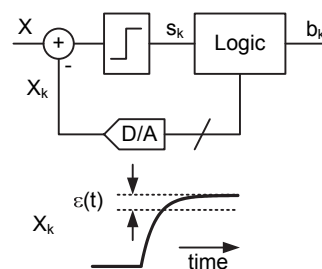 X
+
-
s_k
Logic
b_k
X_k
D/A
ε(t)
X_k
time